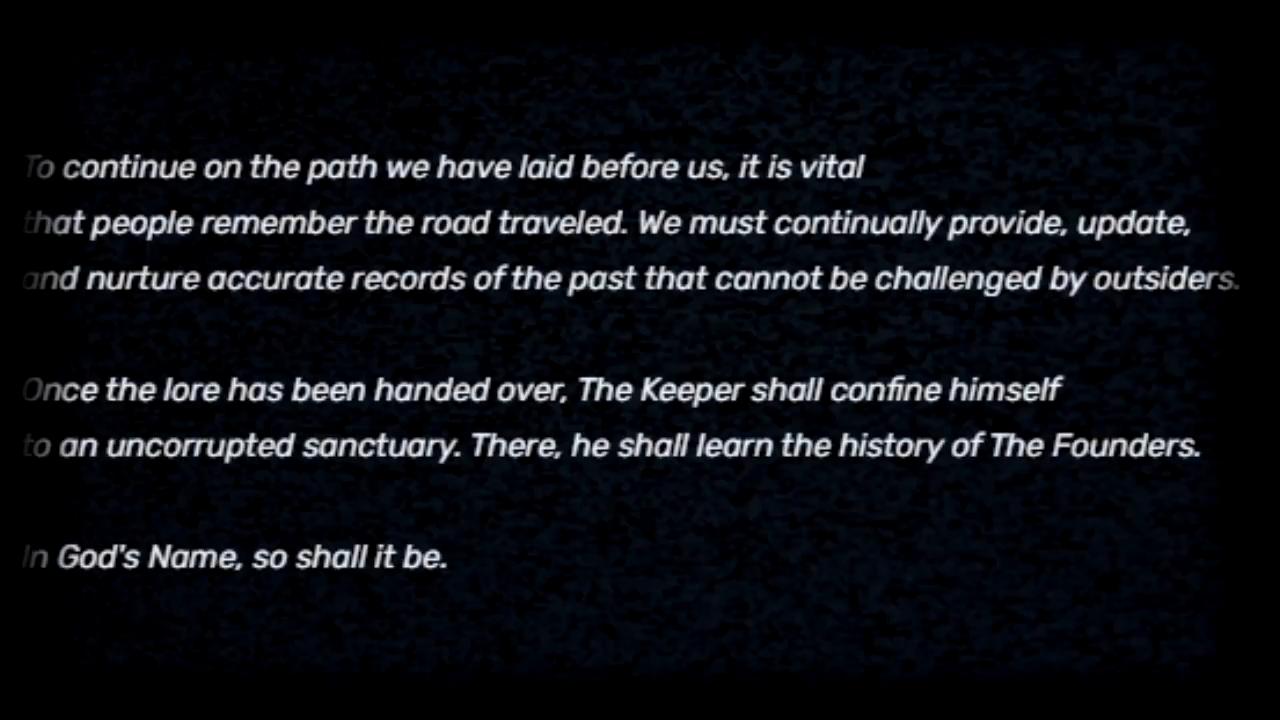 To continue on the path we have laid before us, it is vital
that people remember the road traveled. We must continually provide, update,
and nurture accurate records of the past that cannot be challenged by outsiders.
Once the lore has been handed over, The Keeper shall confine himself
to an uncorrupted sanctuary. There, he shall learn the history of The Founders.
In God's Name, so shall it be.